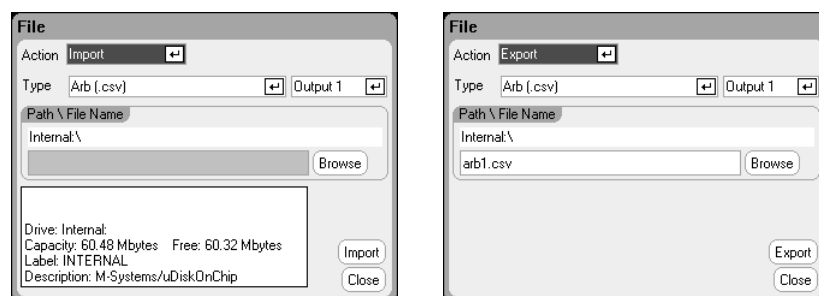 File
Action Import
Type Arb (.csv) Output 1
Path \ File Name
Internal:\
Browse
Drive: Internal:
Capacity: 60.48 Mbytes Free: 60.32 Mbytes
Label: INTERNAL
Description: M-Systems/uDiskOnChip
Import
Close
File
Action Export
Type Arb (.csv) Output 1
Path \ File Name
Internal:\
arb1.csv Browse
Export
Close